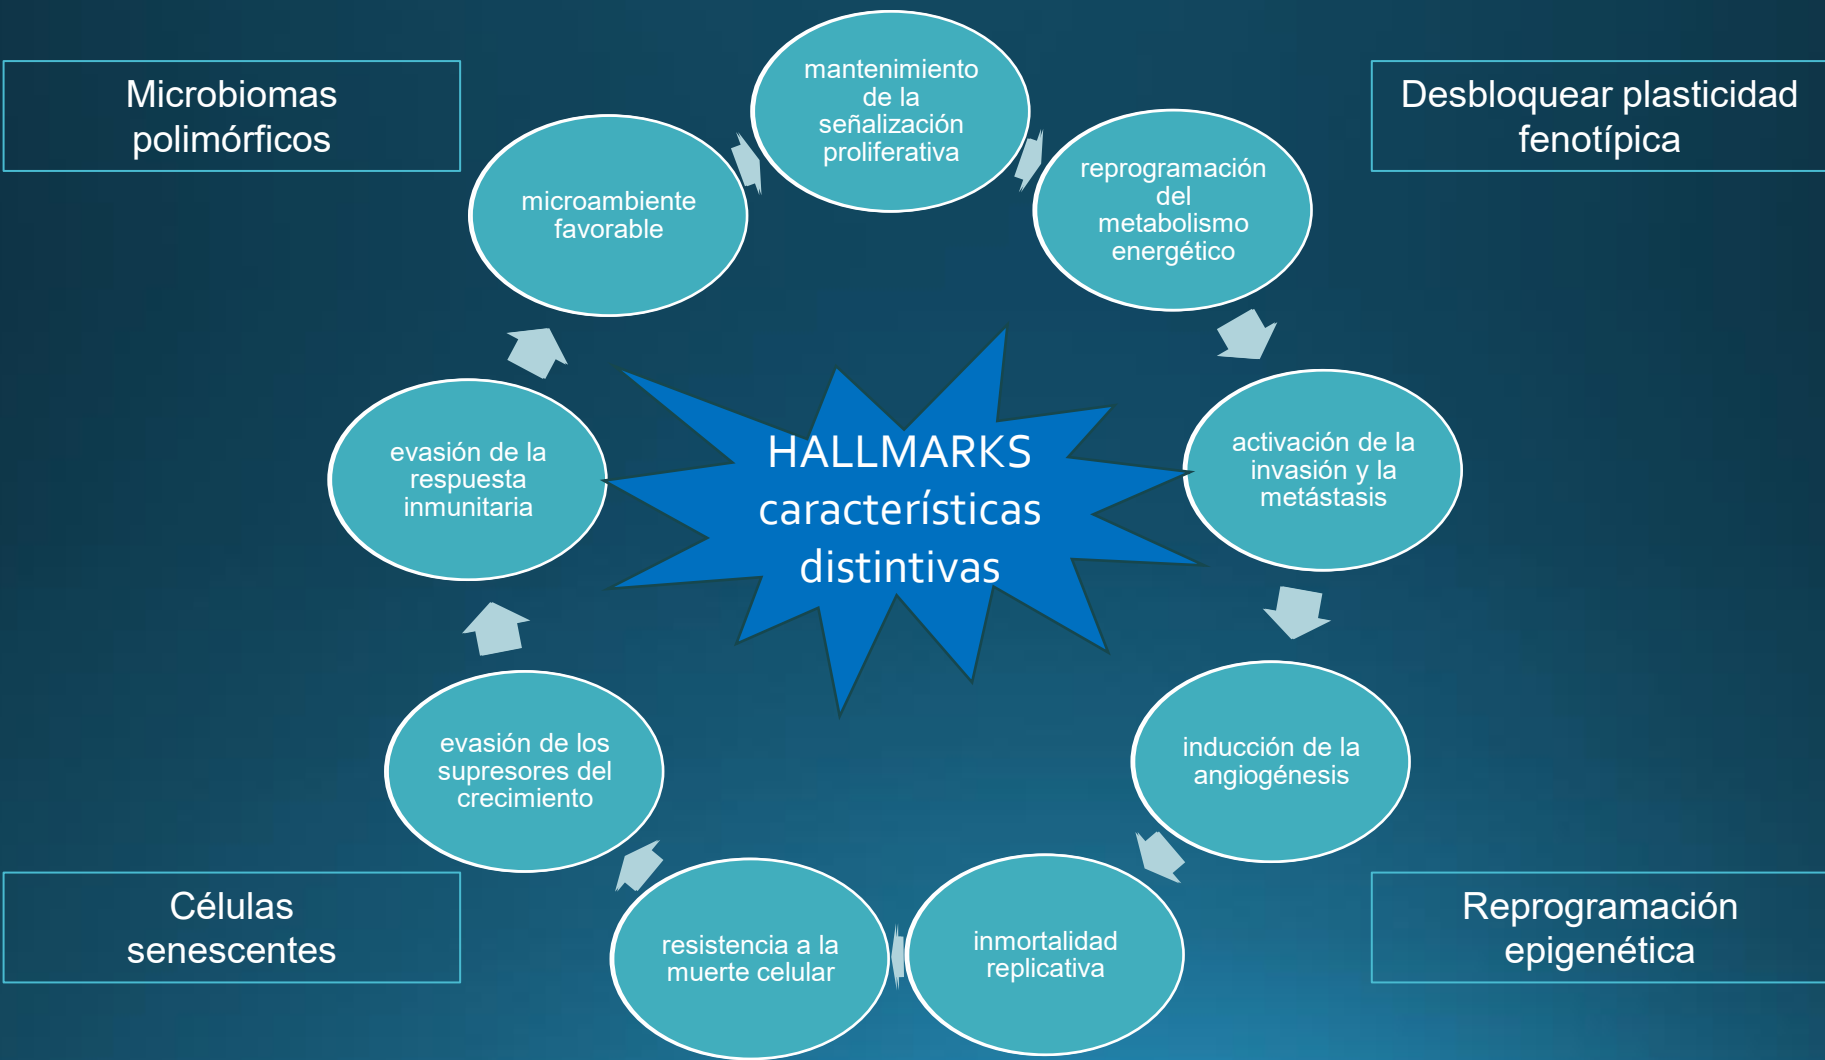 Microbiomas
polimórficos
mantenimiento
de la
señalización
proliferativa
Desbloquear plasticidad
fenotípica
microambiente
favorable
reprogramación
del
metabolismo
energético
HALLMARKS
características
distintivas
evasión de la
respuesta
inmunitaria
activación de la
invasión y la
metástasis
evasión de los
supresores del
crecimiento
inducción de la
angiogénesis
Células
senescentes
resistencia a la
muerte celular
inmortalidad
replicativa
Reprogramación
epigenética